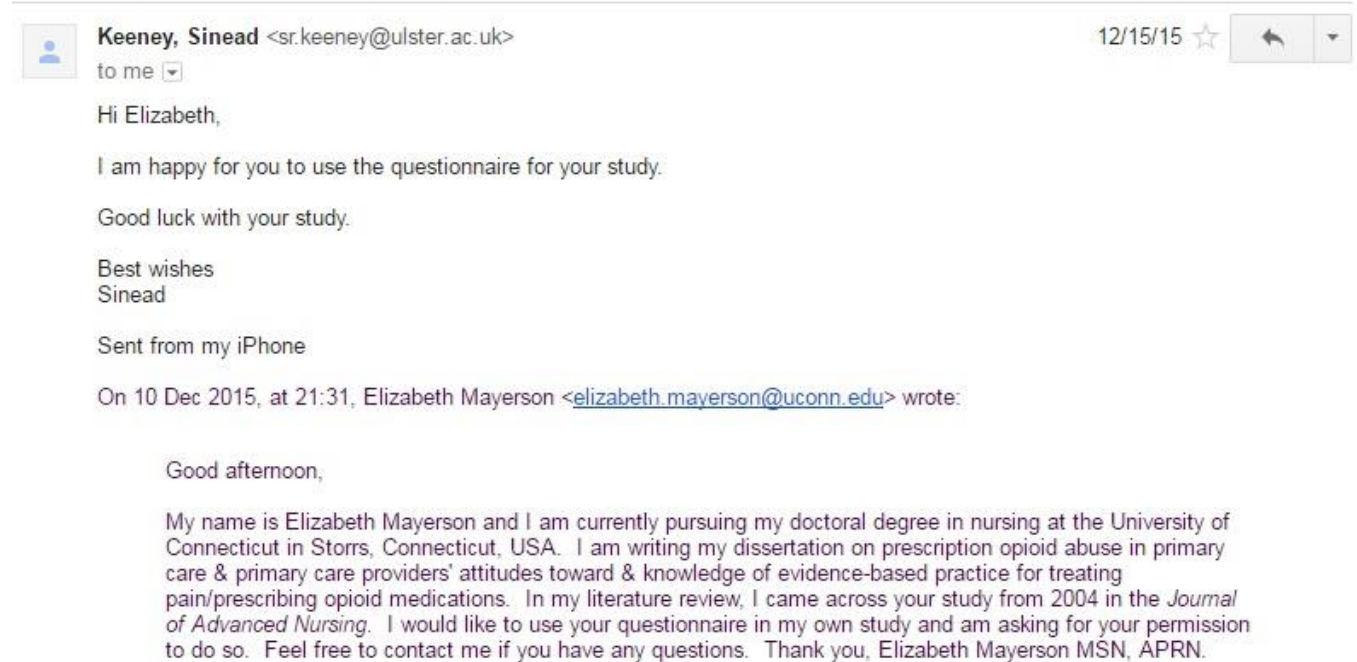 Keeney, Sinead <sr.keeney@ulster.ac.uk>
12/15/15
to me
Hi Elizabeth,
I am happy for you to use the questionnaire for your study.
Good luck with your study.
Best wishes
Sinead
Sent from my iPhone
On 10 Dec 2015, at 21:31, Elizabeth Mayerson <elizabeth.mayerson@uconn.edu> wrote:
Good afternoon,
My name is Elizabeth Mayerson and I am currently pursuing my doctoral degree in nursing at the University of
Connecticut in Storrs, Connecticut, USA.  I am writing my dissertation on prescription opioid abuse in primary
care & primary care providers' attitudes toward & knowledge of evidence-based practice for treating
pain/prescribing opioid medications.  In my literature review, I came across your study from 2004 in the Journal
of Advanced Nursing.  I would like to use your questionnaire in my own study and am asking for your permission
to do so.  Feel free to contact me if you have any questions.  Thank you, Elizabeth Mayerson MSN, APRN.